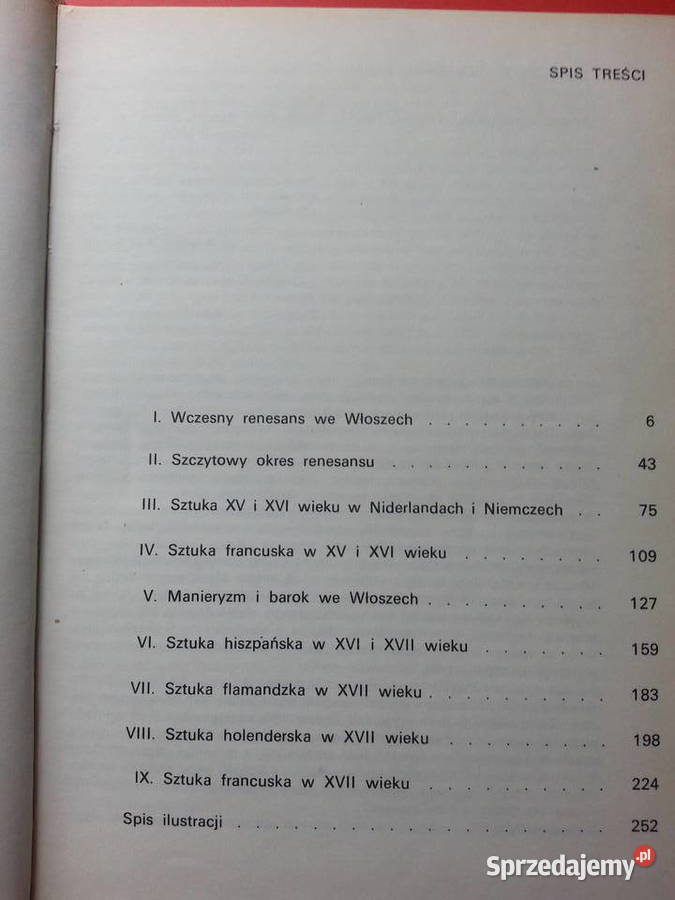 SPIS TREŚCI
I. Wczesny renesans we Włoszech . . . . . . . . . . 6
II. Szczytowy okres renesansu . . . . . . . . . . . . 43
III. Sztuka XV i XVI wieku w Niderlandach i Niemczech . . 75
IV. Sztuka francuska w XV i XVI wieku . . . . . . . . 109
V. Manieryzm i barok we Włoszech . . . . . . . . . . 127
VI. Sztuka hiszpańska w XVI i XVII wieku . . . . . . . 159
VII. Sztuka flamandzka w XVII wieku . . . . . . . . . . 183
VIII. Sztuka holenderska w XVII wieku . . . . . . . . . 198
IX. Sztuka francuska w XVII wieku . . . . . . . . . . 224
Spis ilustracji . . . . . . . . . . . . . . . . . . . . 252
Sprzedajemy.pl